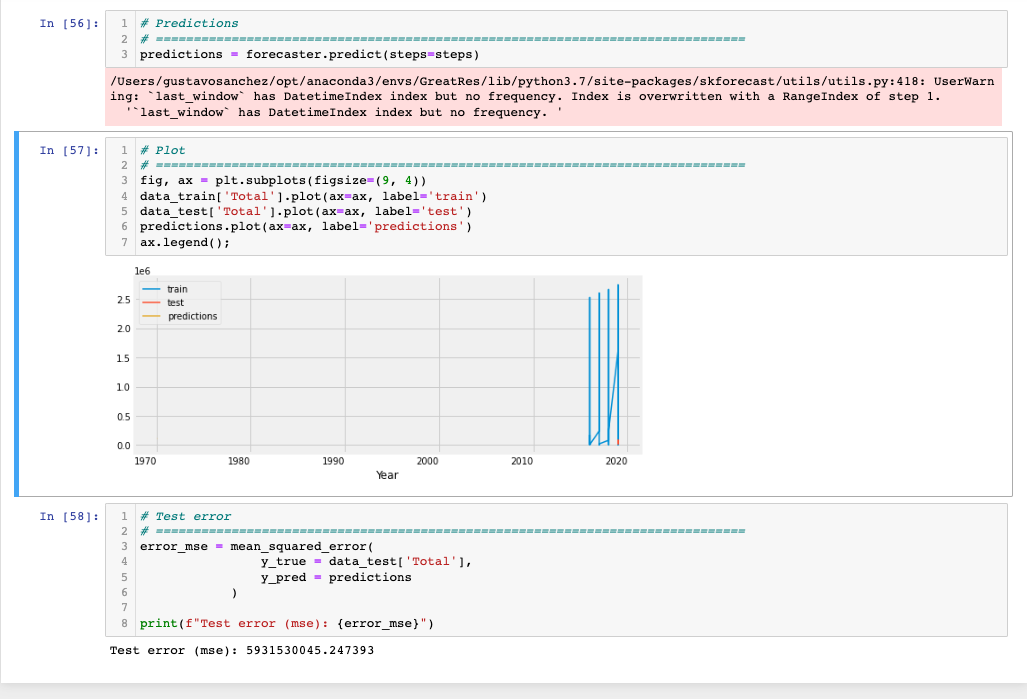 In [56]:
1 # Predictions
2 # ==============================================================================
3 predictions = forecaster.predict(steps=steps)
/Users/gustavosanchez/opt/anaconda3/envs/GreatRes/lib/python3.7/site-packages/skforecast/utils/utils.py:418: UserWarn
ing: `last_window` has DatetimeIndex index but no frequency. Index is overwritten with a RangeIndex of step 1.
'`last_window` has DatetimeIndex index but no frequency. '
In [57]:
1 # Plot
2 # ==============================================================================
3 fig, ax = plt.subplots(figsize=(9, 4))
4 data_train['Total'].plot(ax=ax, label='train')
5 data_test['Total'].plot(ax=ax, label='test')
6 predictions.plot(ax=ax, label='predictions')
7 ax.legend();
1e6
train
test
predictions
2.5
2.0
1.5
1.0
0.5
0.0
1970 1980 1990 2000 2010 2020
Year
In [58]:
1 # Test error
2 # ==============================================================================
3 error_mse = mean_squared_error(
4 y_true = data_test['Total'],
5 y_pred = predictions
6 )
7
8 print(f"Test error (mse): {error_mse}")
Test error (mse): 5931530045.247393